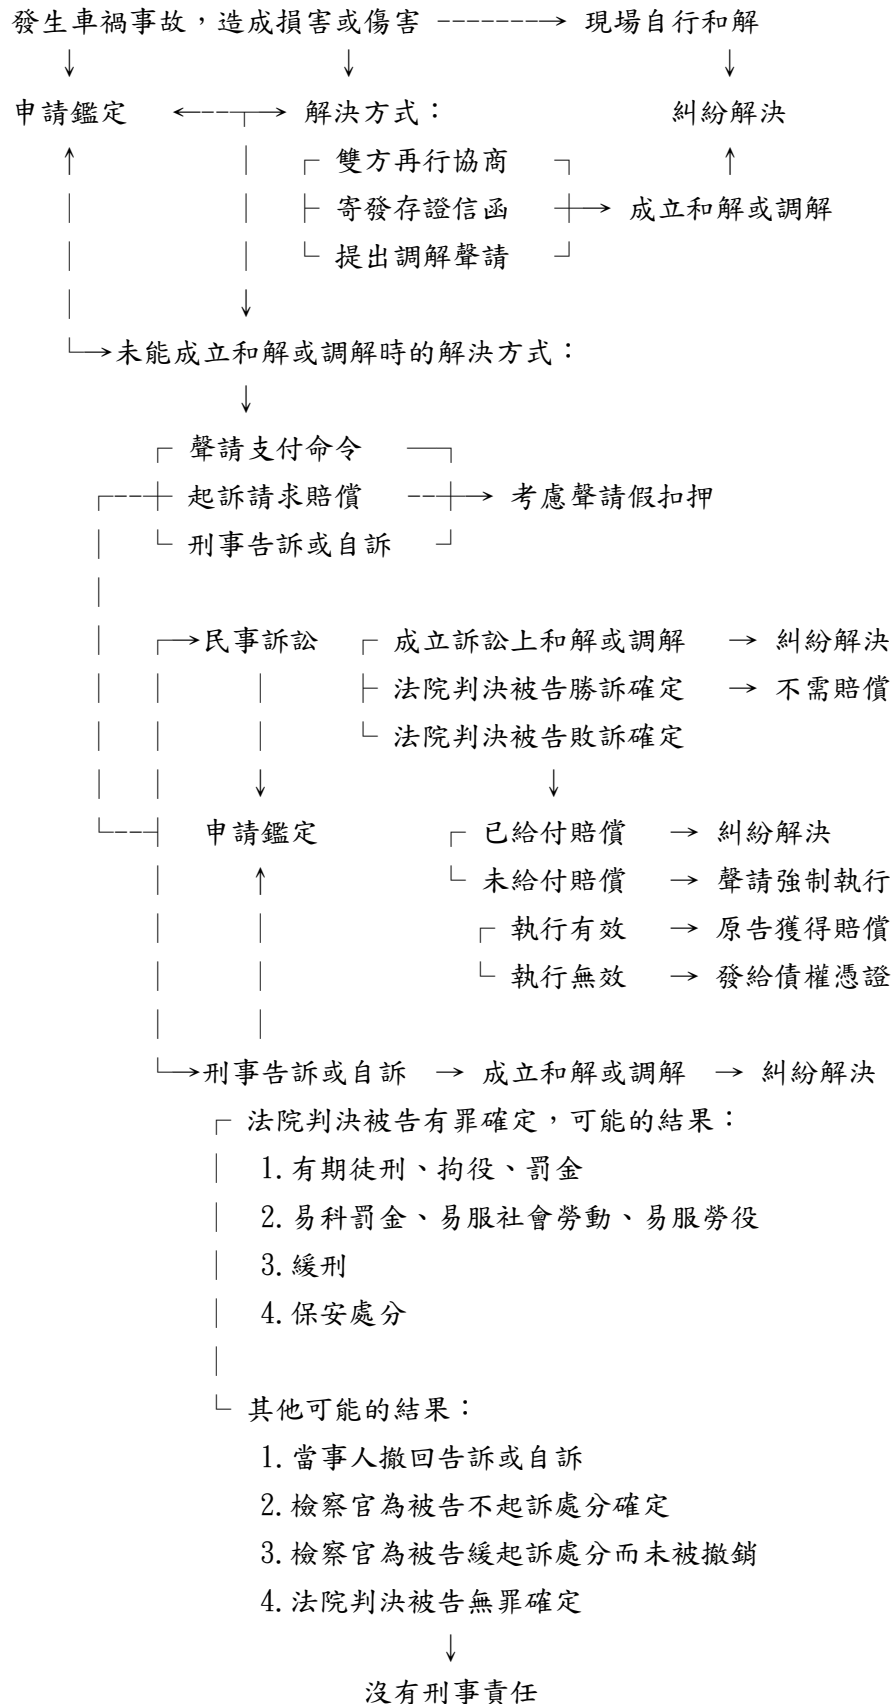 發生車禍事故，造成損害或傷害 ------→ 現場自行和解
↓ ↓ ↓
申請鑑定 ←--┬→ 解決方式： 糾紛解決
↑ │ ┌ 雙方再行協商 ┐ ↑
│ │ ├ 寄發存證信函 ┼→ 成立和解或調解
│ │ └ 提出調解聲請 ┘
│ ↓
└→未能成立和解或調解時的解決方式：
↓
┌ 聲請支付命令 ─┐
┌--┼ 起訴請求賠償 --┼→ 考慮聲請假扣押
│ └ 刑事告訴或自訴 ┘
│
│ ┌→民事訴訟 ┌ 成立訴訟上和解或調解 → 糾紛解決
│ │ │ ├ 法院判決被告勝訴確定 → 不需賠償
│ │ │ └ 法院判決被告敗訴確定
│ │ ↓ ↓
└--┤ 申請鑑定 ┌ 已給付賠償 → 糾紛解決
│ ↑ └ 未給付賠償 → 聲請強制執行
│ │ ┌ 執行有效 → 原告獲得賠償
│ │ └ 執行無效 → 發給債權憑證
│ │
└→刑事告訴或自訴 → 成立和解或調解 → 糾紛解決
┌ 法院判決被告有罪確定，可能的結果：
│ 1.有期徒刑、拘役、罰金
│ 2.易科罰金、易服社會勞動、易服勞役
│ 3.緩刑
│ 4.保安處分
│
└ 其他可能的結果：
1.當事人撤回告訴或自訴
2.檢察官為被告不起訴處分確定
3.檢察官為被告緩起訴處分而未被撤銷
4.法院判決被告無罪確定
↓
沒有刑事責任